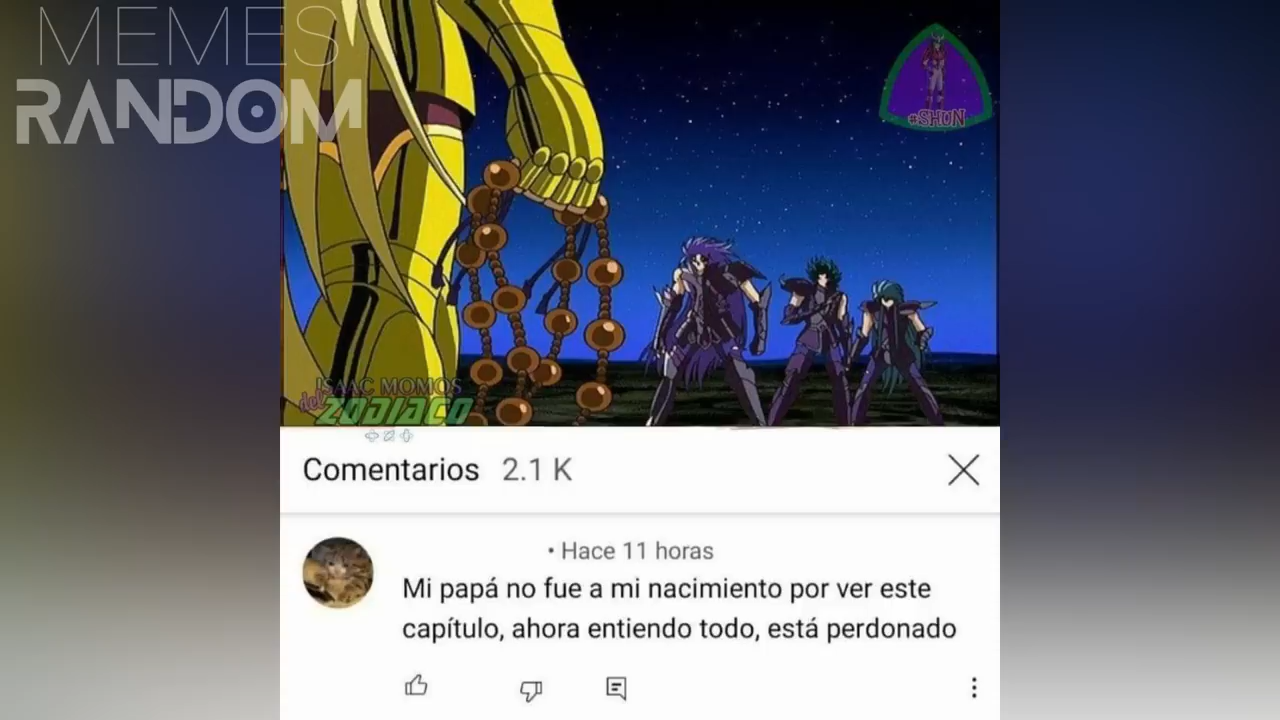 MEMES
RANDOM
#SHUN
ISAAC MOMOS
del ZODIACO
Comentarios 2.1 K
• Hace 11 horas
Mi papá no fue a mi nacimiento por ver este
capítulo, ahora entiendo todo, está perdonado